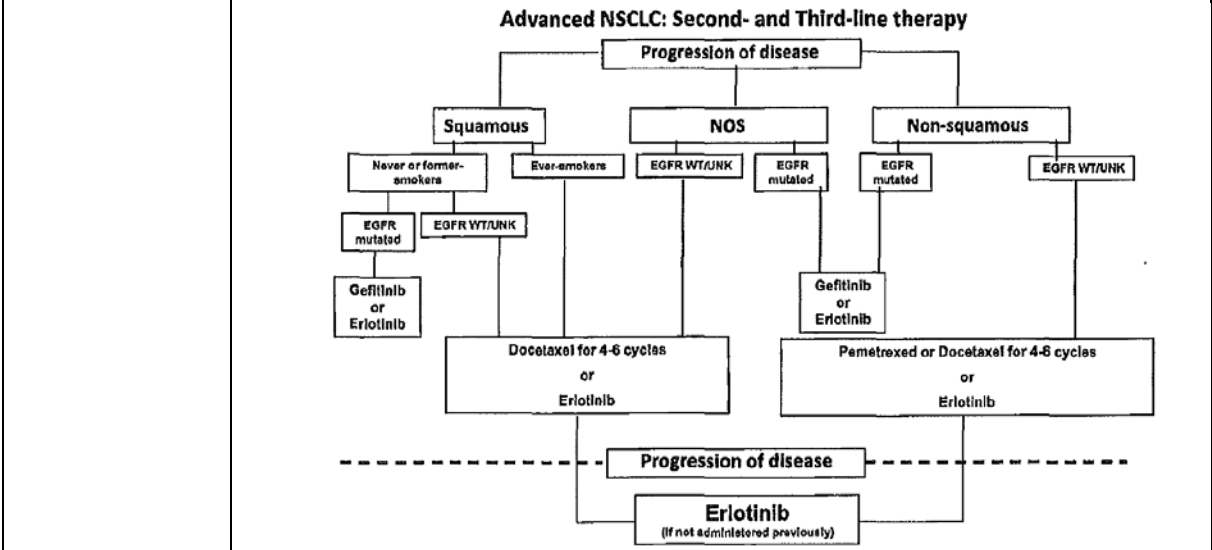 Advanced NSCLC: Second- and Third-line therapy
Progression of disease
Squamous
NOS
Non-squamous
Never or former-
smokers
Ever-smokers
EGFR WT/UNK
EGFR
mutated
EGFR
mutated
EGFR WT/UNK
EGFR
mutated
EGFR WT/UNK
Gefitinib
or
Erlotinib
Gefitinib
or
Erlotinib
Docetaxel for 4-6 cycles
or
Erlotinib
Pemetrexed or Docetaxel for 4-6 cycles
or
Erlotinib
Progression of disease
Erlotinib
(if not administered previously)